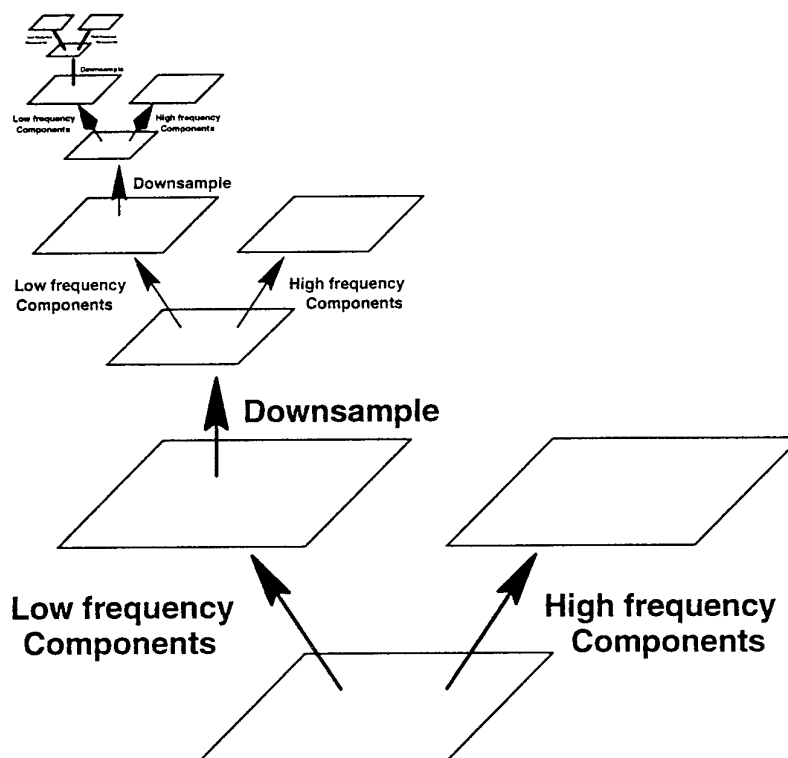 Downsample
Low frequency
Components
High frequency
Components
Downsample
Low frequency
Components
High frequency
Components
Downsample
Low frequency
Components
High frequency
Components